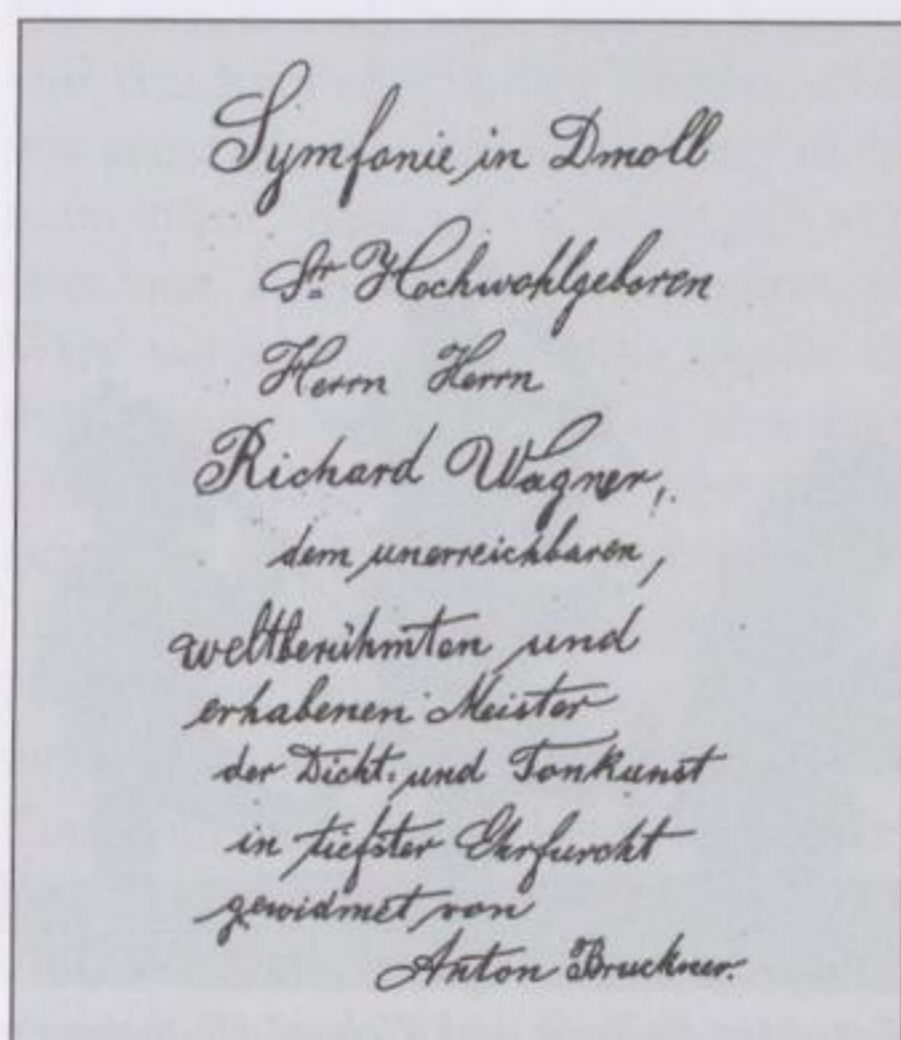 Symfonie in Dmoll
Sr Hochwohlgeboren
Herrn Herrn
Richard Wagner,
dem unerreichbaren,
weltberühmten und
erhabenen Meister
der Dicht- und Tonkunst
in tiefster Ehrfurcht
gewidmet von
Anton Bruckner.